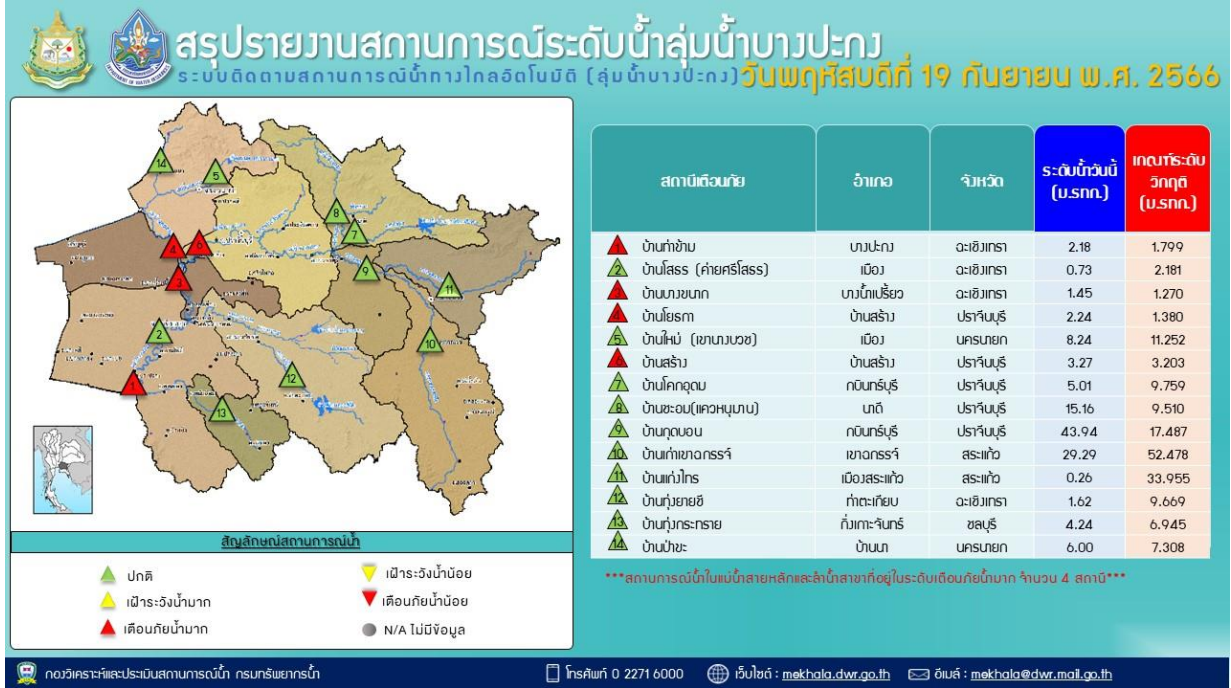 สรุปรายงานสถานการณ์ระดับน้ำลุ่มน้ำบางปะกง
ระบบติดตามสถานการณ์น้ำทางไกลอัตโนมัติ (ลุ่มน้ำบางปะกง) วันพฤหัสบดีที่ 19 กันยายน พ.ศ. 2566
สถานีเตือนภัย อำเภอ จังหวัด ระดับน้ำวันนี้ (ม.รทก.) เกณฑ์ระดับวิกฤติ (ม.รทก.)
1 บ้านท่าข้าม บางปะกง ฉะเชิงเทรา 2.18 1.799
2 บ้านโสธร (ค่ายศรีโสธร) เมือง ฉะเชิงเทรา 0.73 2.181
3 บ้านบางขนาก บางน้ำเปรี้ยว ฉะเชิงเทรา 1.45 1.270
4 บ้านโยธกา บ้านสร้าง ปราจีนบุรี 2.24 1.380
5 บ้านใหม่ (เขานางบวช) เมือง นครนายก 8.24 11.252
6 บ้านสร้าง บ้านสร้าง ปราจีนบุรี 3.27 3.203
7 บ้านโคกอุดม กบินทร์บุรี ปราจีนบุรี 5.01 9.759
8 บ้านซะอม(แควหนุมาน) นาดี ปราจีนบุรี 15.16 9.510
9 บ้านกุดบอน กบินทร์บุรี ปราจีนบุรี 43.94 17.487
10 บ้านเก่าเขาฉกรรจ์ เขาฉกรรจ์ สระแก้ว 29.29 52.478
11 บ้านแก่งไทร เมืองสระแก้ว สระแก้ว 0.26 33.955
12 บ้านทุ่งยายชี ท่าตะเกียบ ฉะเชิงเทรา 1.62 9.669
13 บ้านทุ่งกระทราย กิ่งเกาะจันทร์ ชลบุรี 4.24 6.945
14 บ้านป่าขะ บ้านนา นครนายก 6.00 7.308
***สถานการณ์น้ำในแม่น้ำสายหลักและลำน้ำสาขาที่อยู่ในระดับเตือนภัยน้ำมาก จำนวน 4 สถานี***
สัญลักษณ์สถานการณ์น้ำ
ปกติ
เฝ้าระวังน้ำน้อย
เฝ้าระวังน้ำมาก
เตือนภัยน้ำน้อย
เตือนภัยน้ำมาก
N/A ไม่มีข้อมูล
กองวิเคราะห์และประเมินสถานการณ์น้ำ กรมทรัพยากรน้ำ
โทรศัพท์ 0 2271 6000
เว็บไซต์ : mekhala.dwr.go.th
อีเมล์ : mekhala@dwr.mail.go.th